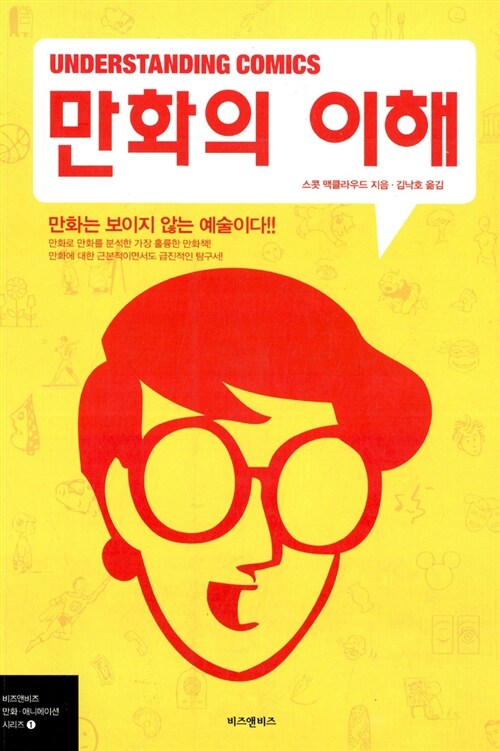 UNDERSTANDING COMICS
만화의 이해
스콧 맥클라우드 지음 · 김낙호 옮김
만화는 보이지 않는 예술이다!!
만화로 만화를 분석한 가장 훌륭한 만화책!
만화에 대한 근본적이면서도 급진적인 탐구서!
비즈앤비즈
만화 · 애니메이션
시리즈 1
비즈앤비즈